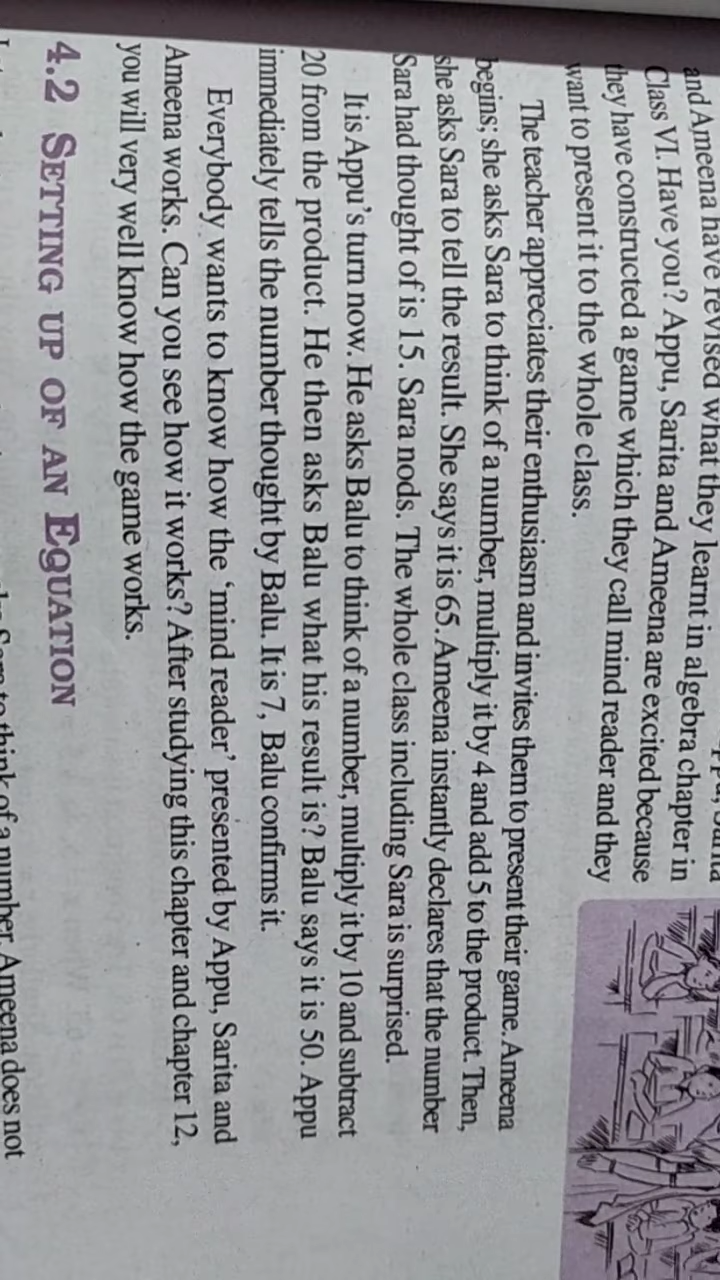 and Ameena have revised what they learnt in algebra chapter in
Class VI. Have you? Appu, Sarita and Ameena are excited because
they have constructed a game which they call mind reader and they
want to present it to the whole class.
The teacher appreciates their enthusiasm and invites them to present their game. Ameena
begins; she asks Sara to think of a number, multiply it by 4 and add 5 to the product. Then,
she asks Sara to tell the result. She says it is 65. Ameena instantly declares that the number
Sara had thought of is 15. Sara nods. The whole class including Sara is surprised.
It is Appu's turn now. He asks Balu to think of a number, multiply it by 10 and subtract
20 from the product. He then asks Balu what his result is? Balu says it is 50. Appu
immediately tells the number thought by Balu. It is 7, Balu confirms it.
Everybody wants to know how the 'mind reader' presented by Appu, Sarita and
Ameena works. Can you see how it works? After studying this chapter and chapter 12,
you will very well know how the game works.
4.2 SETTING UP OF AN EQUATION
Sara to think of a number. Ameena does not